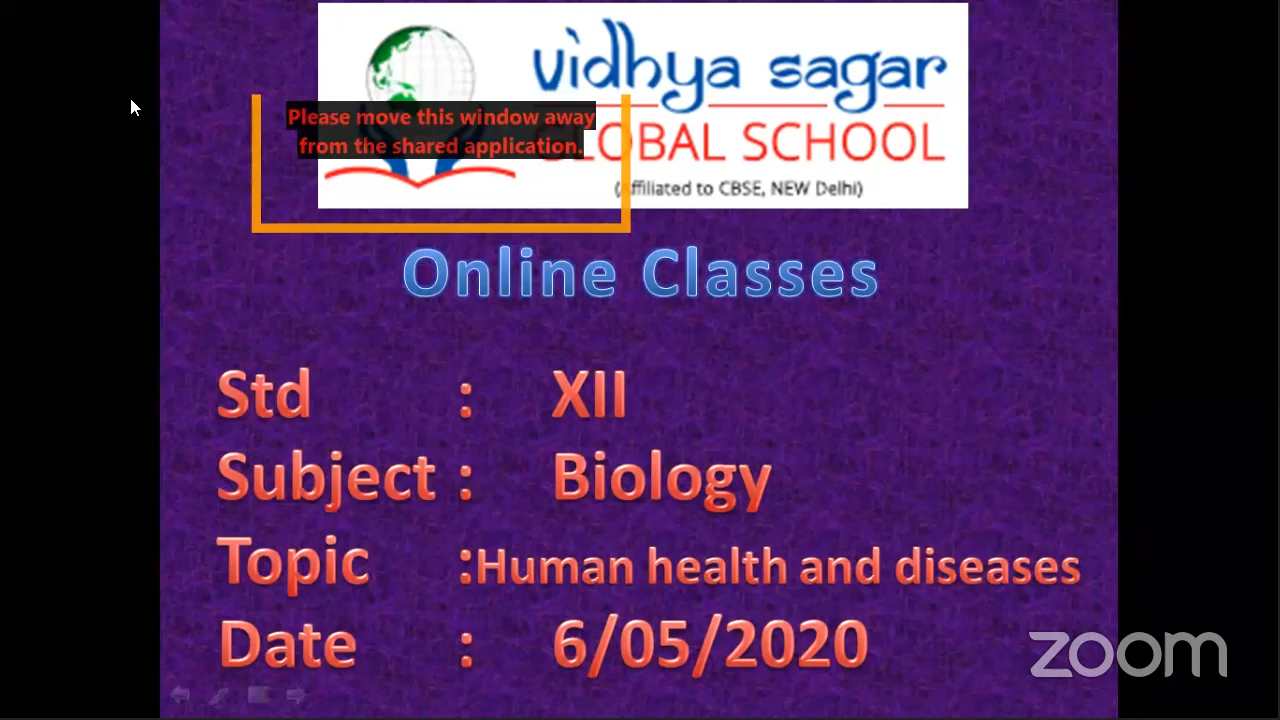 vidhya sagar
Please move this window away
from the shared application.
GLOBAL SCHOOL
(Affiliated to CBSE, NEW Delhi)
Online Classes
Std : XII
Subject : Biology
Topic :Human health and diseases
Date : 6/05/2020
zoom